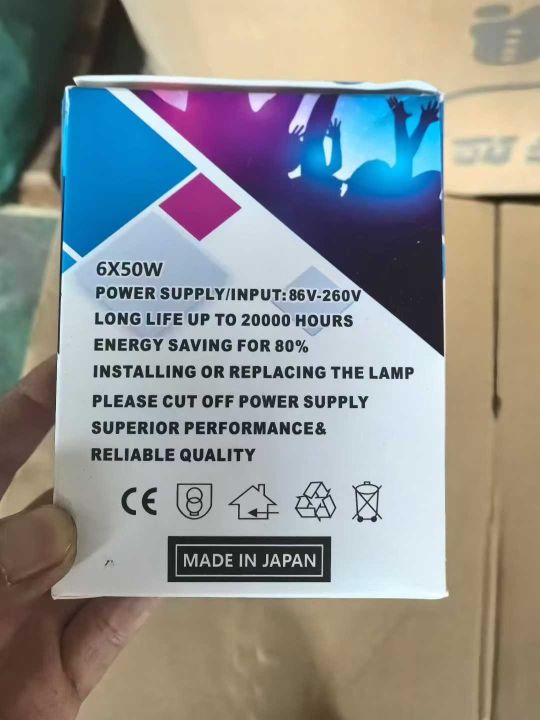 6X50W
POWER SUPPLY/INPUT:86V-260V
LONG LIFE UP TO 20000 HOURS
ENERGY SAVING FOR 80%
INSTALLING OR REPLACING THE LAMP
PLEASE CUT OFF POWER SUPPLY
SUPERIOR PERFORMANCE&
RELIABLE QUALITY
CE
MADE IN JAPAN